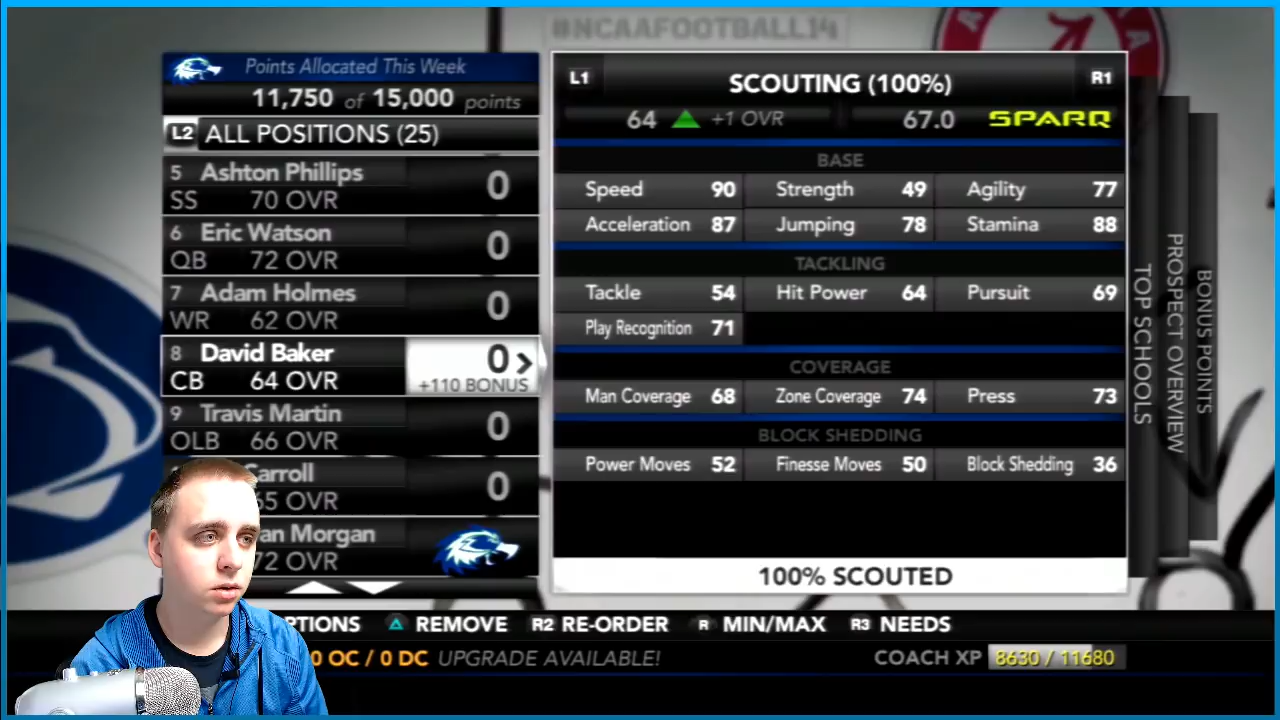 #NCAAFOOTBALL14
Points Allocated This Week
11,750 of 15,000 points
L2 ALL POSITIONS (25)
5 Ashton Phillips 0
SS 70 OVR
6 Eric Watson 0
QB 72 OVR
7 Adam Holmes 0
WR 62 OVR
8 David Baker 0
CB 64 OVR +110 BONUS
9 Travis Martin 0
OLB 66 OVR
Carroll 0
65 OVR
an Morgan
72 OVR
L1 SCOUTING (100%) R1
64 +1 OVR 67.0 SPARQ
BASE
Speed 90 Strength 49 Agility 77
Acceleration 87 Jumping 78 Stamina 88
TACKLING
Tackle 54 Hit Power 64 Pursuit 69
Play Recognition 71
COVERAGE
Man Coverage 68 Zone Coverage 74 Press 73
BLOCK SHEDDING
Power Moves 52 Finesse Moves 50 Block Shedding 36
100% SCOUTED
TOP SCHOOLS
PROSPECT OVERVIEW
BONUS POINTS
PTIONS REMOVE R2 RE-ORDER R MIN/MAX R3 NEEDS
0 OC / 0 DC UPGRADE AVAILABLE! COACH XP 8630 / 11680